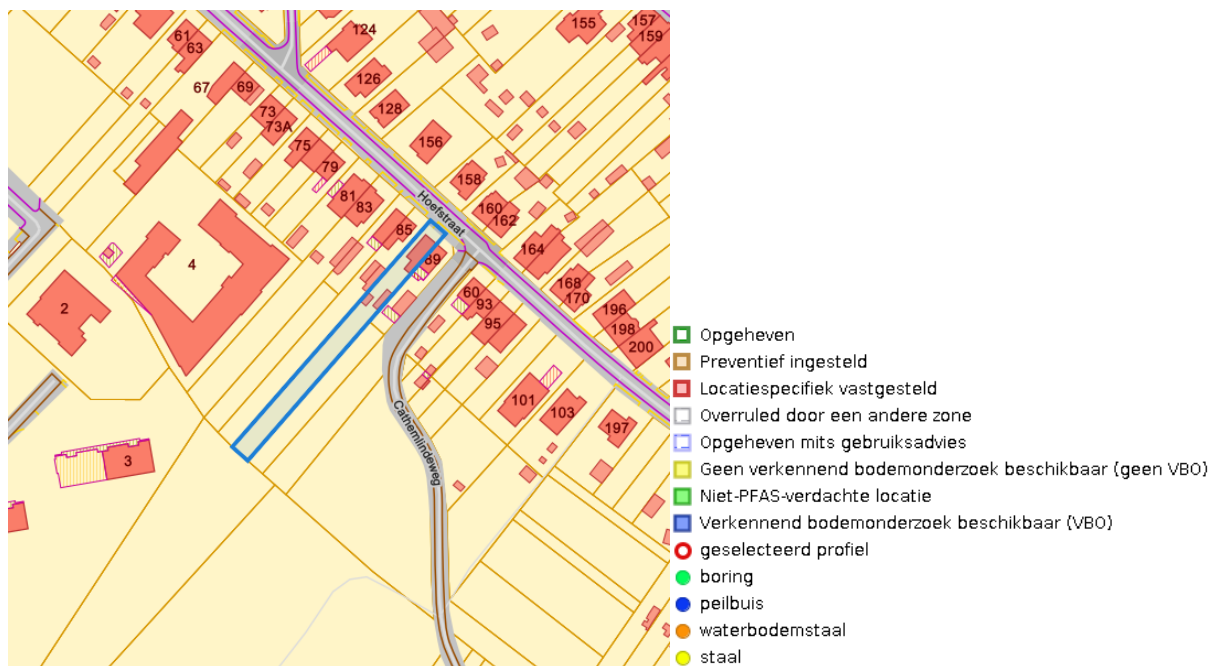 61
63
124
155
157
159
67
69
126
73
73A
128
75
79
156
158
81
83
Hoefstraat
160
162
85
164
4
89
168
170
2
60
93
95
196
198
200
101
103
Cathemlindeweg
197
3
Opgeheven
Preventief ingesteld
Locatiespecifiek vastgesteld
Overruled door een andere zone
Opgeheven mits gebruiksadvies
Geen verkennend bodemonderzoek beschikbaar (geen VBO)
Niet-PFAS-verdachte locatie
Verkennend bodemonderzoek beschikbaar (VBO)
geselecteerd profiel
boring
peilbuis
waterbodemstaal
staal